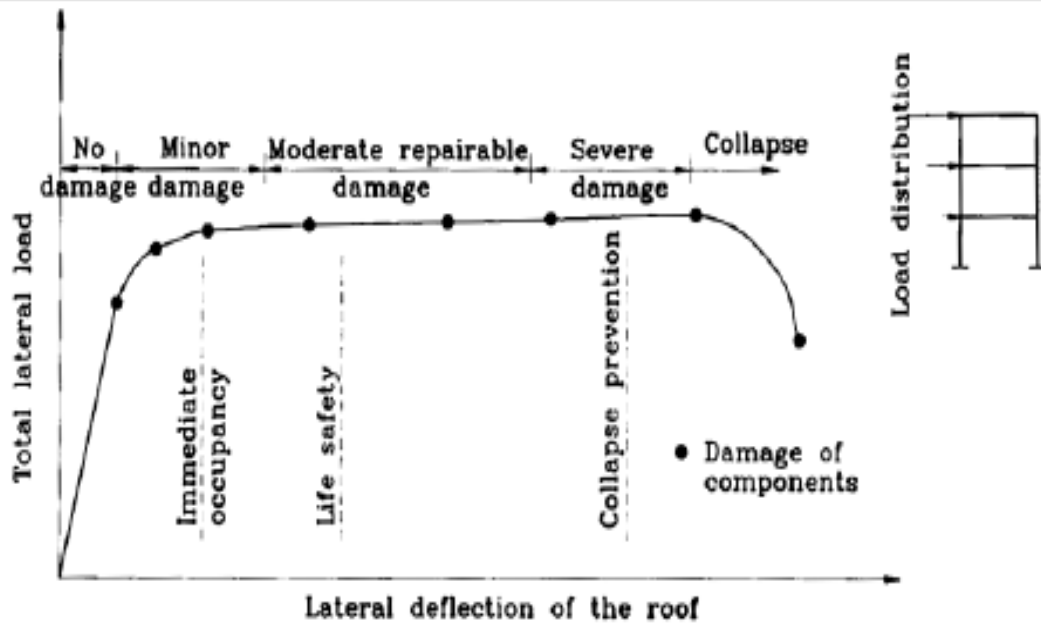 No
damage
Minor
damage
Moderate repairable
damage
Severe
damage
Collapse
Total lateral load
Immediate
occupancy
Life safety
Collapse prevention
Damage of
components
Lateral deflection of the roof
Load distribution